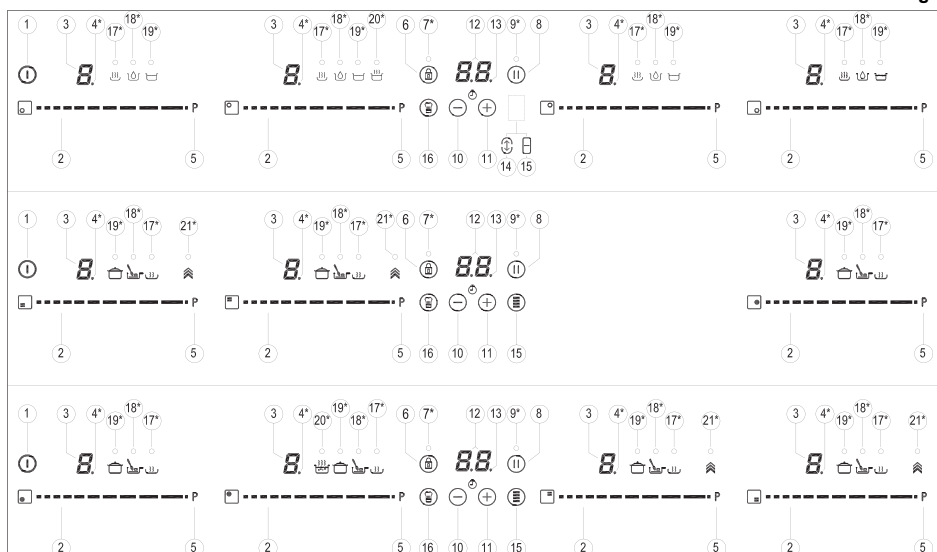 g
18* 18* 20* 18* 18*
1 3 4* 17* 19* 3 4* 17* 19* 6 7* 12 13 9* 8 3 4* 17* 19* 3 4* 17* 19*
8. 8. 8.8. 8. 8.
P P P P
2 5 2 5 16 10 11 14 15 2 5 2 5
18* 18* 18*
1 3 4* 19* 17* 21* 3 4* 19* 17* 21* 6 7* 12 13 9* 8 3 4* 19* 17*
8. 8. 8.8. 8.
P P P
2 5 2 5 16 10 11 15 2 5
18* 19* 17* 18* 18*
1 3 4* 19* 17* 3 4* 20* 18* 6 7* 12 13 9* 8 3 4* 19* 17* 21* 3 4* 19* 17* 21*
8. 8. 8.8. 8. 8.
P P P P
2 5 2 5 16 10 11 15 2 5 2 5